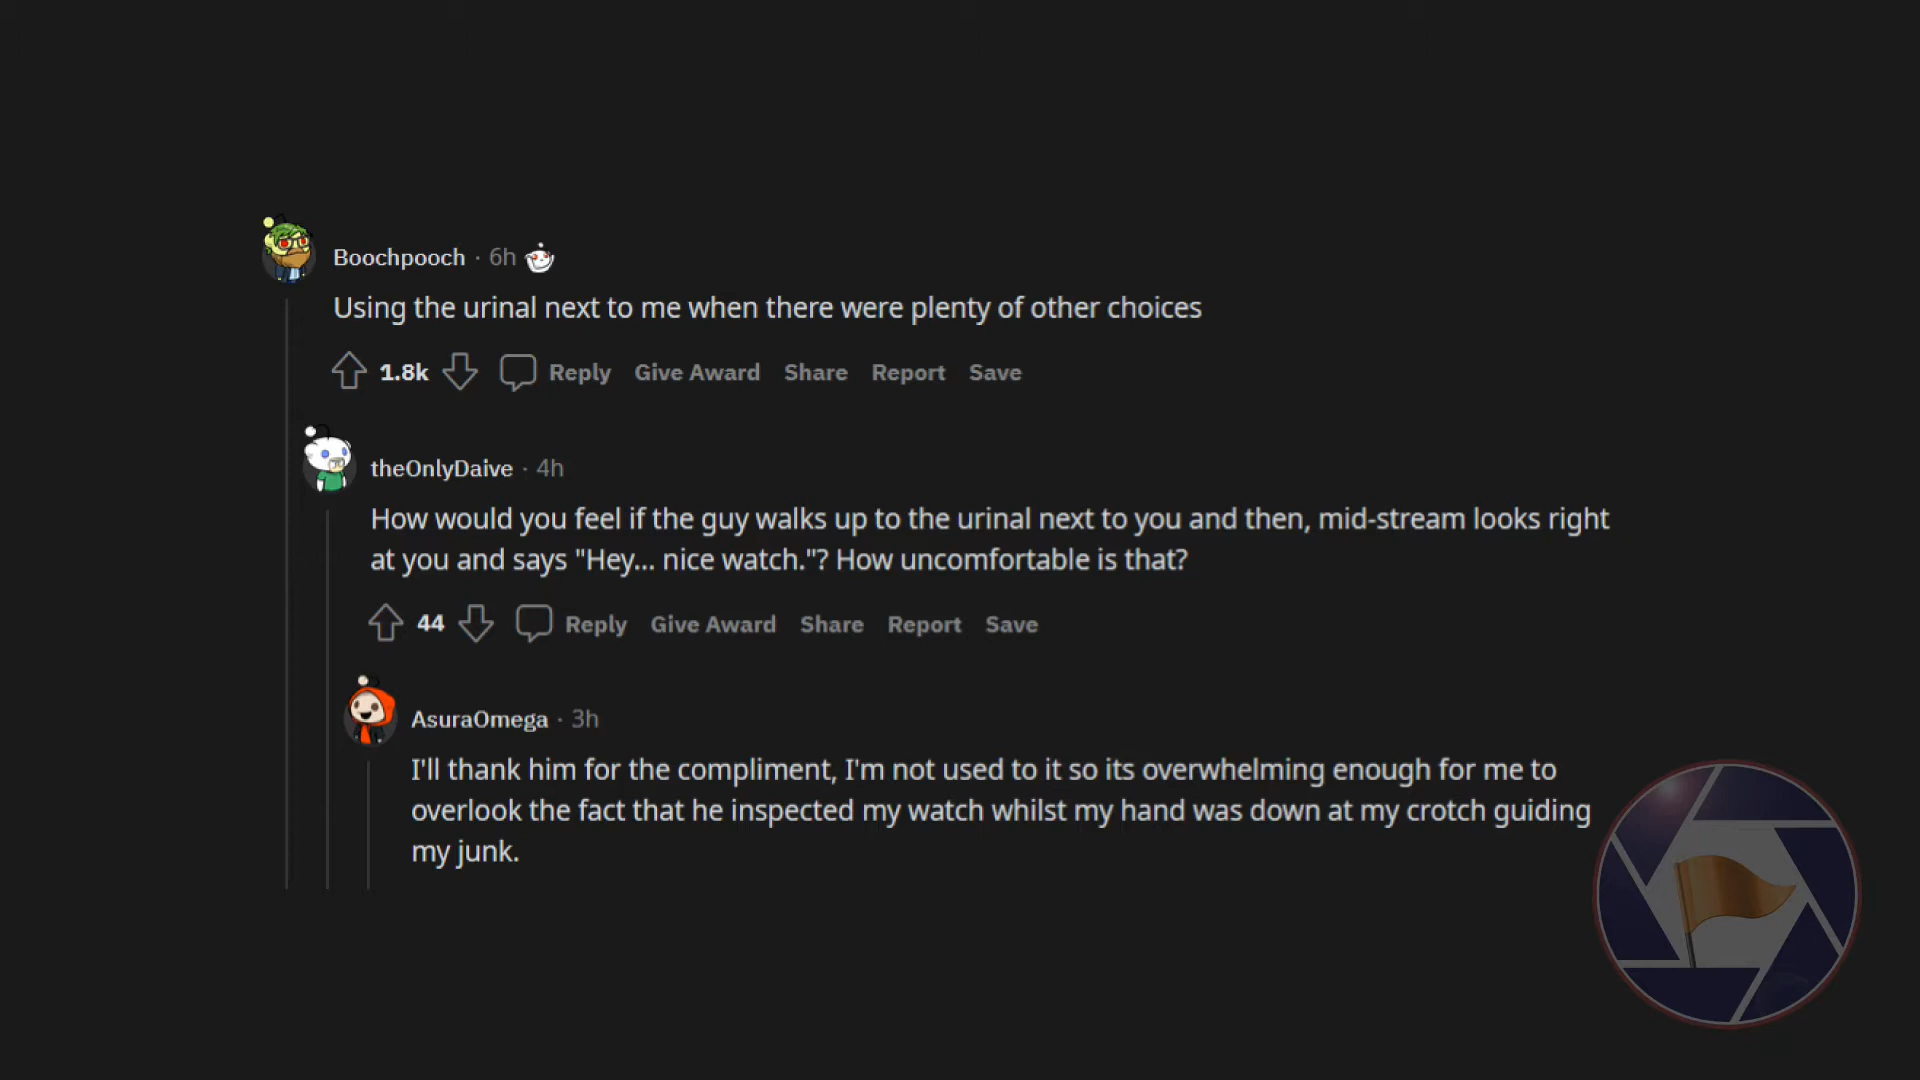 Boochpooch · 6h
Using the urinal next to me when there were plenty of other choices
1.8k Reply Give Award Share Report Save
theOnlyDaive · 4h
How would you feel if the guy walks up to the urinal next to you and then, mid-stream looks right
at you and says "Hey... nice watch."? How uncomfortable is that?
44 Reply Give Award Share Report Save
AsuraOmega · 3h
I'll thank him for the compliment, I'm not used to it so its overwhelming enough for me to
overlook the fact that he inspected my watch whilst my hand was down at my crotch guiding
my junk.